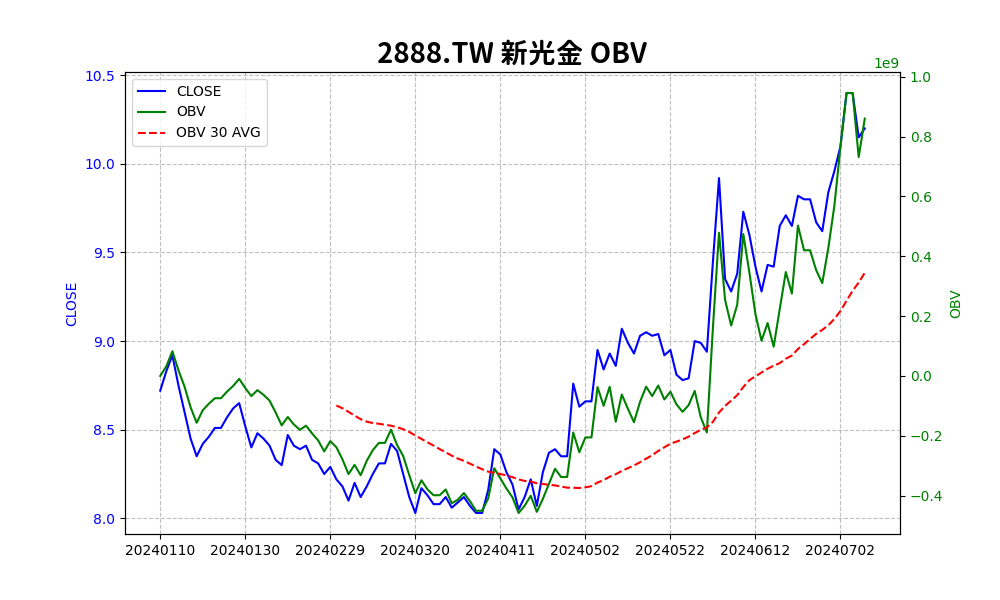 2888.TW 新光金 OBV
1e9
CLOSE
OBV
OBV 30 AVG
10.5
10.0
9.5
9.0
8.5
8.0
CLOSE
1.0
0.8
0.6
0.4
0.2
0.0
−0.2
−0.4
OBV
20240110 20240130 20240229 20240320 20240411 20240502 20240522 20240612 20240702